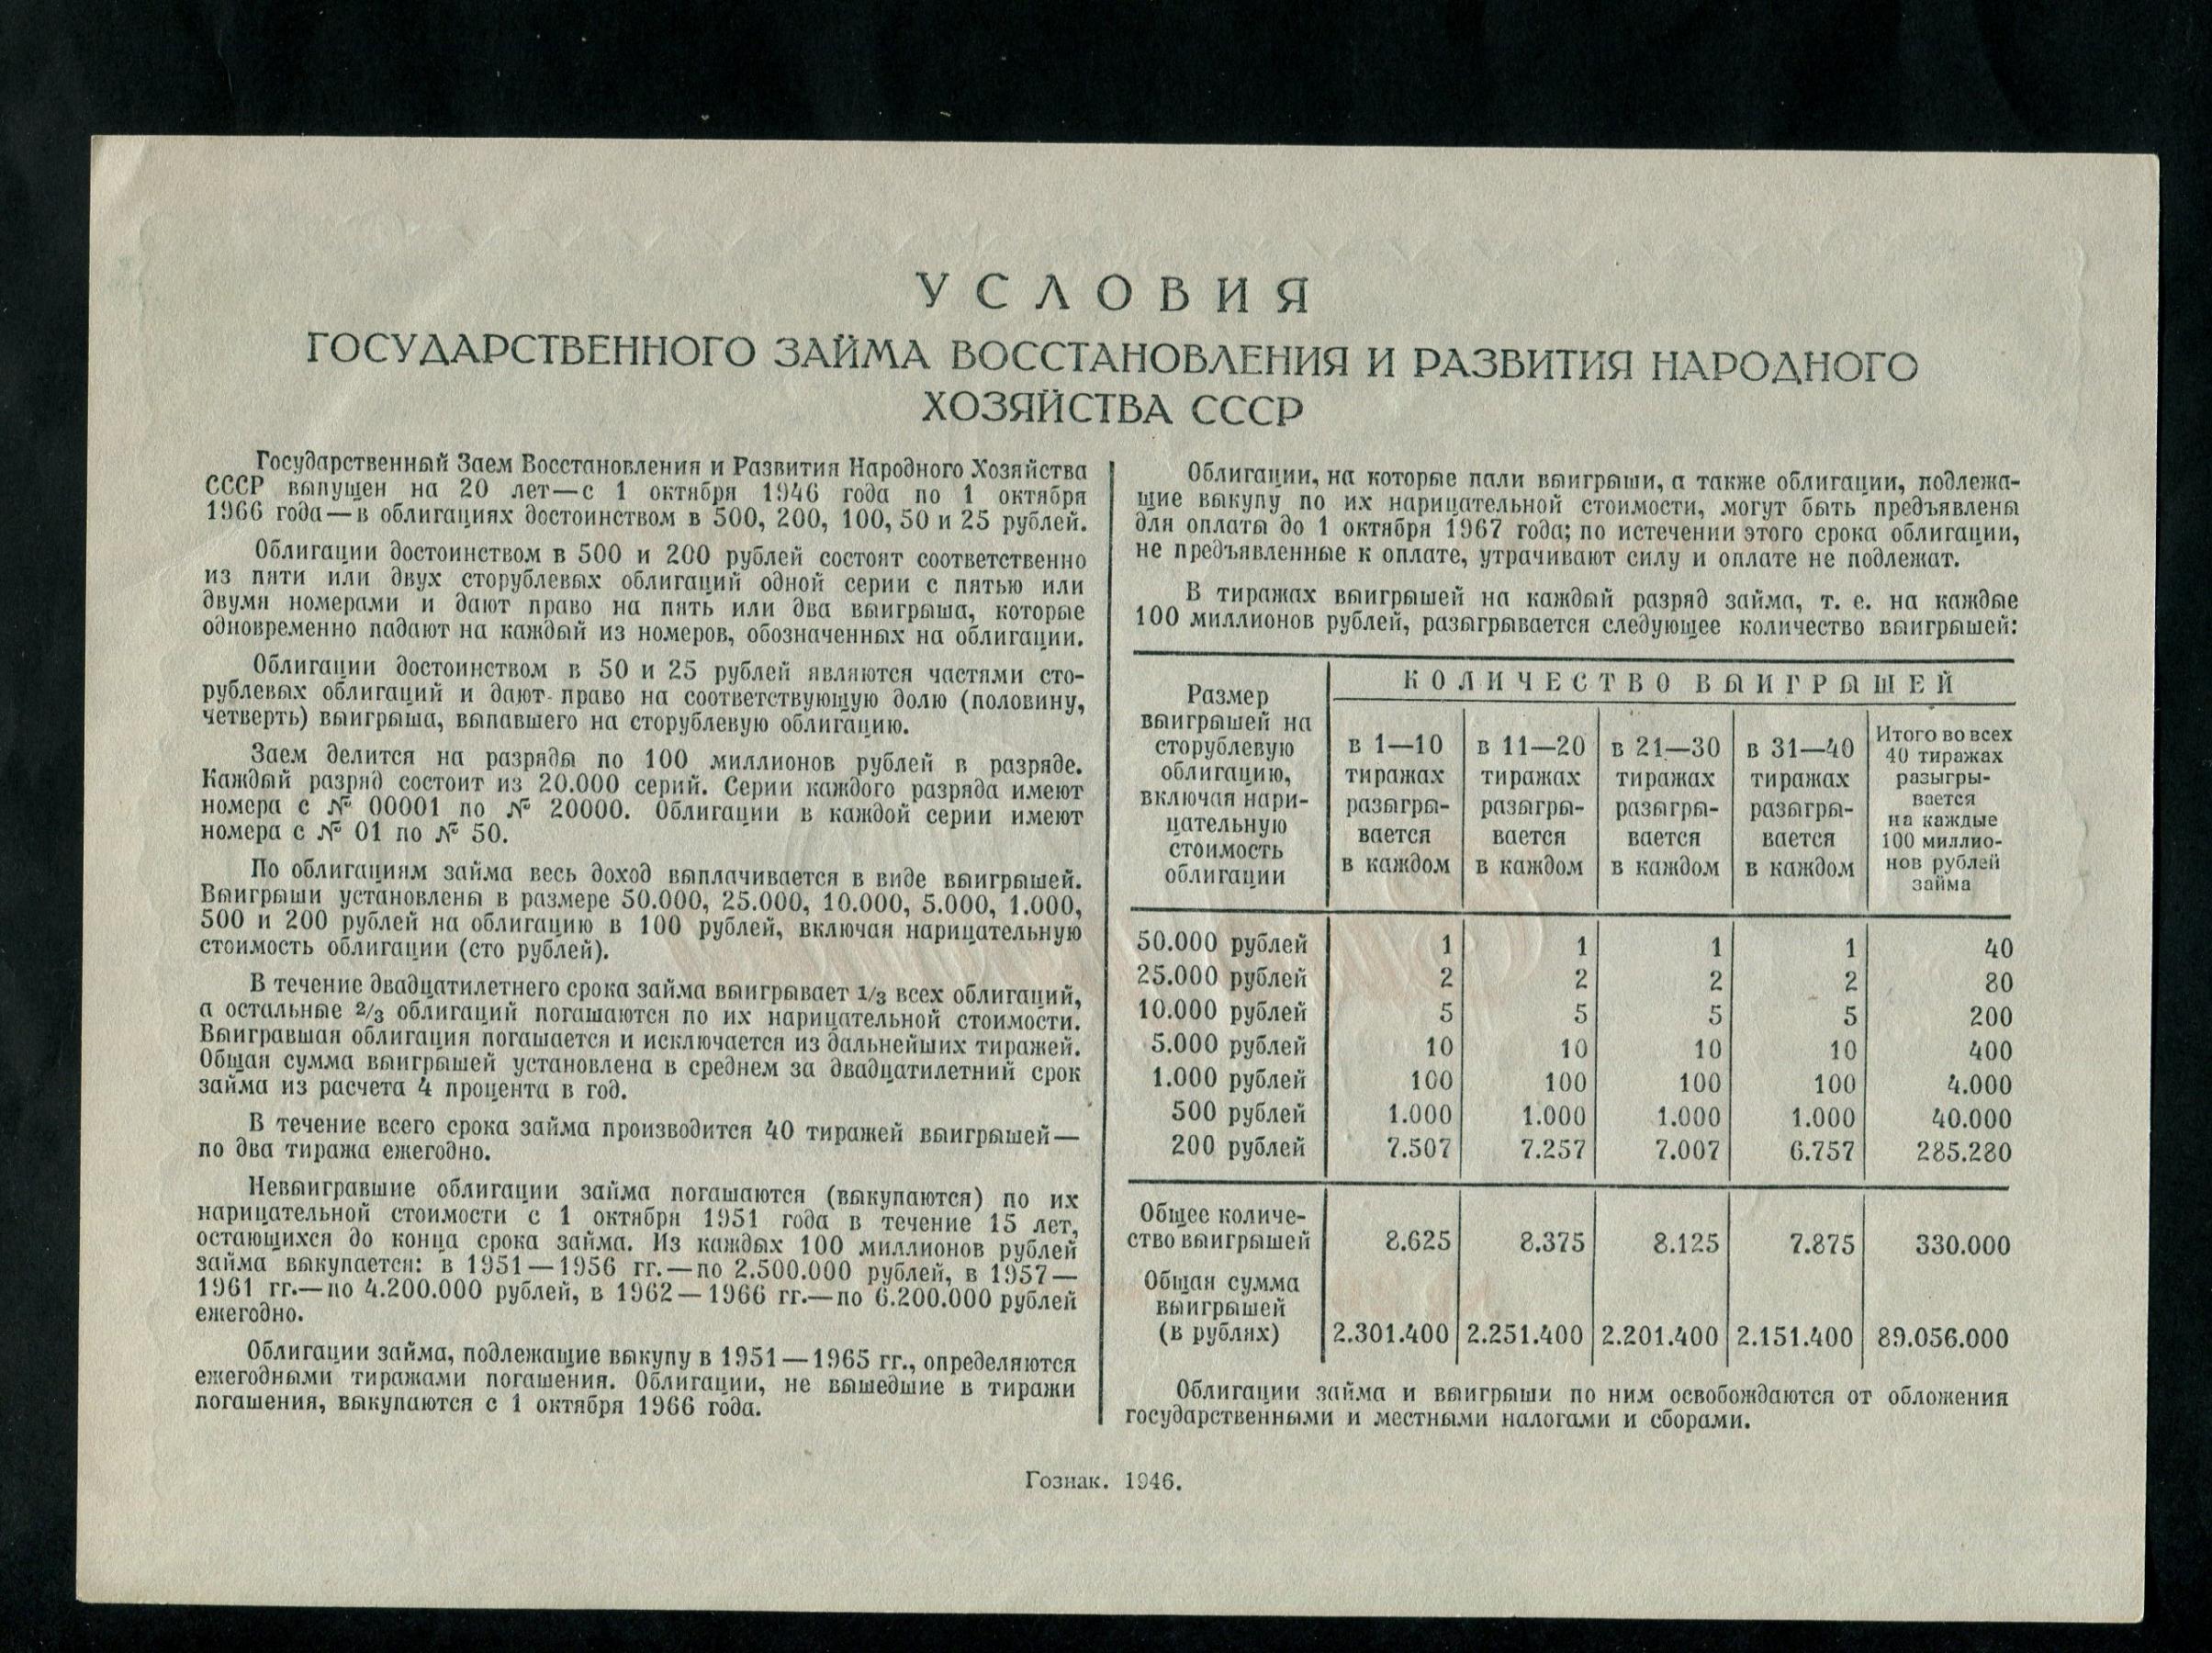 УСЛОВИЯ
ГОСУДАРСТВЕННОГО ЗАЙМА ВОССТАНОВЛЕНИЯ И РАЗВИТИЯ НАРОДНОГО
ХОЗЯЙСТВА СССР
Государственный Заем Восстановления и Развития Народного Хозяйства
СССР выпущен на 20 лет—с 1 октября 1946 года по 1 октября
1966 года—в облигациях достоинством в 500, 200, 100, 50 и 25 рублей.
Облигации достоинством в 500 и 200 рублей состоят соответственно
из пяти или двух сторублевых облигаций одной серии с пятью или
двумя номерами и дают право на пять или два выигрыша, которые
одновременно падают на каждый из номеров, обозначенных на облигации.
Облигации достоинством в 50 и 25 рублей являются частями сто-
рублевых облигаций и дают право на соответствующую долю (половину,
четверть) выигрыша, выпавшего на сторублевую облигацию.
Заем делится на разряды по 100 миллионов рублей в разряде.
Каждый разряд состоит из 20.000 серий. Серии каждого разряда имеют
номера с № 00001 по № 20000. Облигации в каждой серии имеют
номера с № 01 по № 50.
По облигациям займа весь доход выплачивается в виде выигрышей.
Выигрыши установлены в размере 50.000, 25.000, 10.000, 5.000, 1.000,
500 и 200 рублей на облигацию в 100 рублей, включая нарицательную
стоимость облигации (сто рублей).
В течение двадцатилетнего срока займа выигрывает 1/3 всех облигаций,
а остальные 2/3 облигаций погашаются по их нарицательной стоимости.
Выигравшая облигация погашается и исключается из дальнейших тиражей.
Общая сумма выигрышей установлена в среднем за двадцатилетний срок
займа из расчета 4 процента в год.
В течение всего срока займа производится 40 тиражей выигрышей—
по два тиража ежегодно.
Невыигравшие облигации займа погашаются (выкупаются) по их
нарицательной стоимости с 1 октября 1951 года в течение 15 лет,
остающихся до конца срока займа. Из каждых 100 миллионов рублей
займа выкупается: в 1951—1956 гг.—по 2.500.000 рублей, в 1957—
1961 гг.—по 4.200.000 рублей, в 1962—1966 гг.—по 6.200.000 рублей
ежегодно.
Облигации займа, подлежащие выкупу в 1951—1965 гг., определяются
ежегодными тиражами погашения. Облигации, не вышедшие в тиражи
погашения, выкупаются с 1 октября 1966 года.
Облигации, на которые пали выигрыши, а также облигации, подлежа-
щие выкупу по их нарицательной стоимости, могут быть предъявлены
для оплаты до 1 октября 1967 года; по истечении этого срока облигации,
не предъявленные к оплате, утрачивают силу и оплате не подлежат.
В тиражах выигрышей на каждый разряд займа, т. е. на каждые
100 миллионов рублей, разыгрывается следующее количество выигрышей:
Размер
выигрышей на
сторублевую
облигацию,
включая нари-
цательную
стоимость
облигации
КОЛИЧЕСТВО ВЫИГРЫШЕЙ
в 1—10
тиражах
разыгры-
вается
в каждом
в 11—20
тиражах
разыгры-
вается
в каждом
в 21—30
тиражах
разыгры-
вается
в каждом
в 31—40
тиражах
разыгры-
вается
в каждом
Итого во всех
40 тиражах
разыгры-
вается
на каждые
100 миллио-
нов рублей
займа
50.000 рублей 1 1 1 1 40
25.000 рублей 2 2 2 2 80
10.000 рублей 5 5 5 5 200
5.000 рублей 10 10 10 10 400
1.000 рублей 100 100 100 100 4.000
500 рублей 1.000 1.000 1.000 1.000 40.000
200 рублей 7.507 7.257 7.007 6.757 285.280
Общее количе-
ство выигрышей 8.625 8.375 8.125 7.875 330.000
Общая сумма
выигрышей
(в рублях) 2.301.400 2.251.400 2.201.400 2.151.400 89.056.000
Облигации займа и выигрыши по ним освобождаются от обложения
государственными и местными налогами и сборами.
Гознак. 1946.